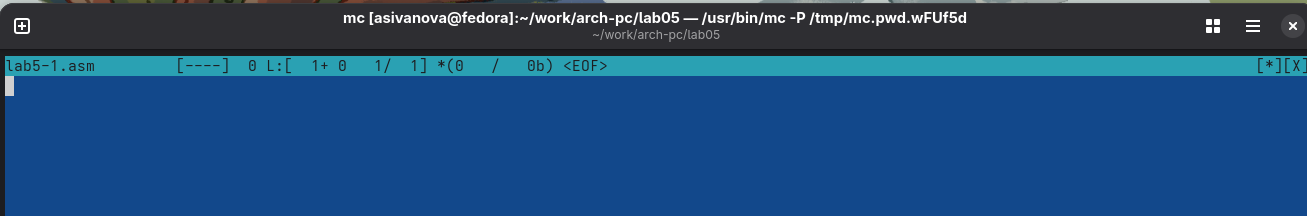 mc [asivanova@fedora]:~/work/arch-pc/lab05 — /usr/bin/mc -P /tmp/mc.pwd.wFUf5d
~/work/arch-pc/lab05
lab5-1.asm         [----]  0 L:[  1+ 0   1/  1] *(0   /   0b) <EOF>                                                                        [*][X]